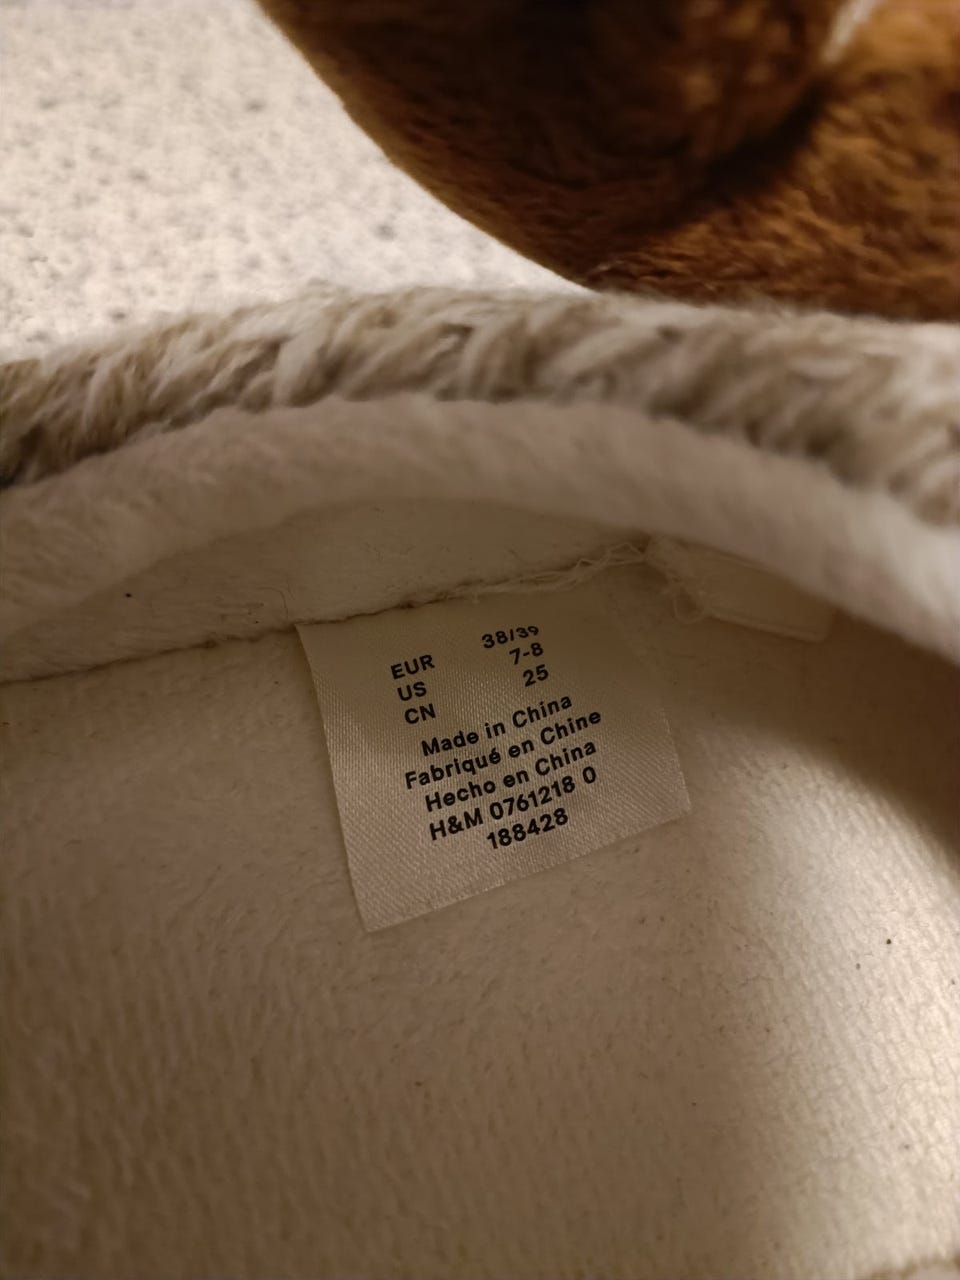 EUR 38/39
US 7-8
CN 25
Made in China
Fabriqué en Chine
Hecho en China
H&M 0761218 0
188428